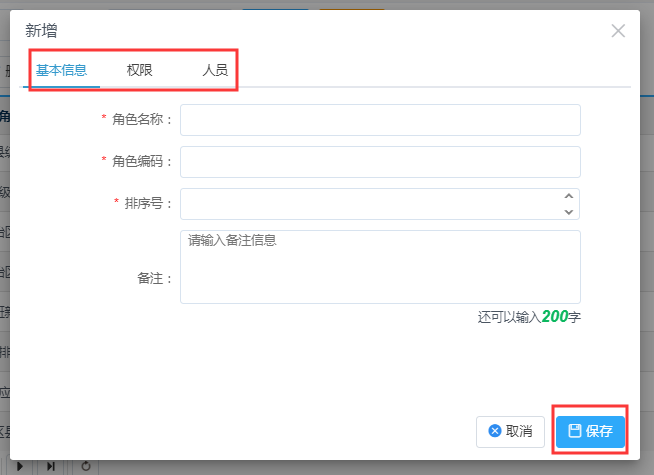 新增
基本信息 权限 人员
* 角色名称：
* 角色编码：
* 排序号：
备注：
请输入备注信息
还可以输入200字
取消 保存